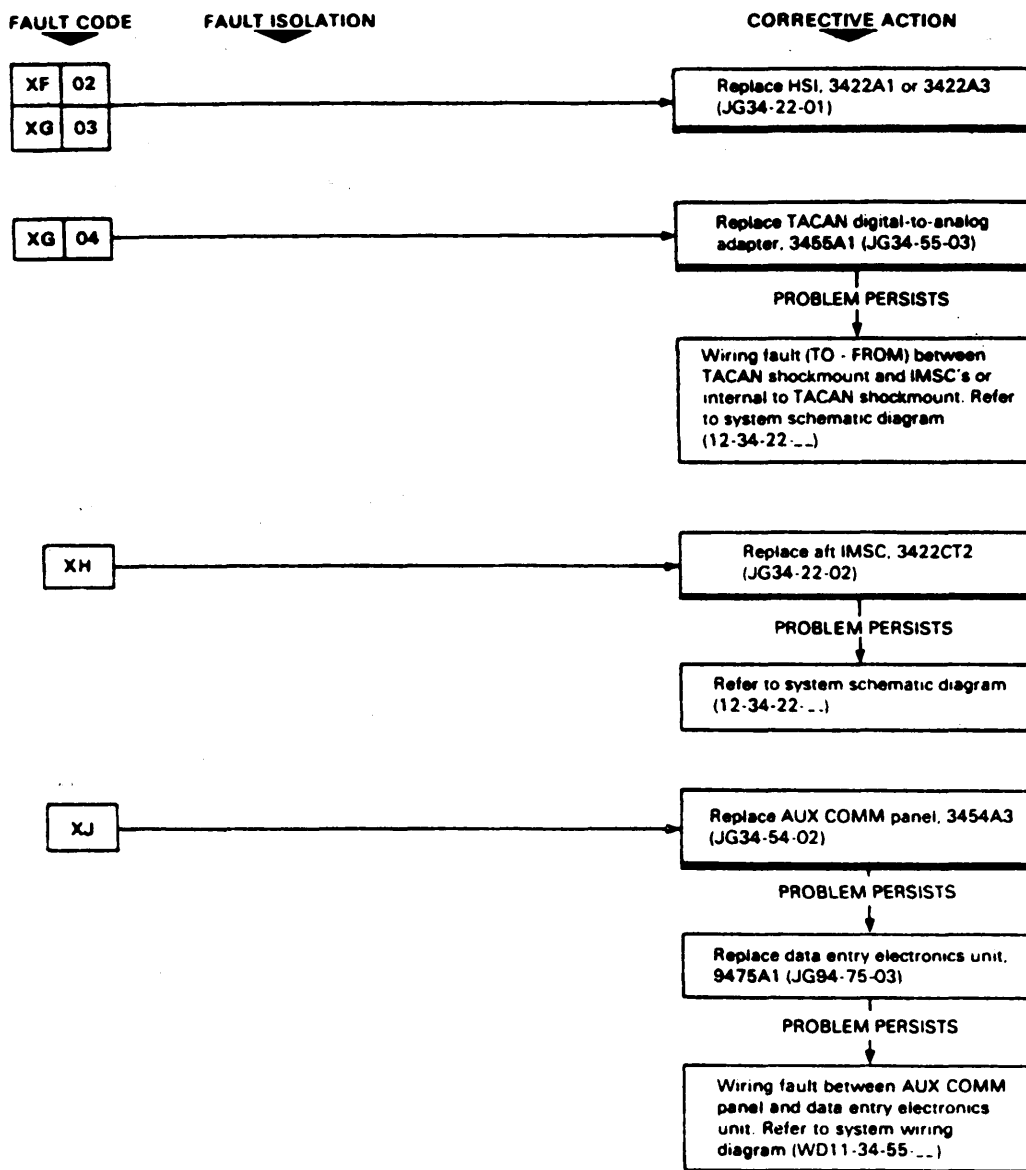 FAULT CODE FAULT ISOLATION CORRECTIVE ACTION
XF 02
XG 03
Replace HSI, 3422A1 or 3422A3
(JG34-22-01)
XG 04
Replace TACAN digital-to-analog
adapter, 3455A1 (JG34-55-03)
PROBLEM PERSISTS
Wiring fault (TO - FROM) between
TACAN shockmount and IMSC's or
internal to TACAN shockmount. Refer
to system schematic diagram
(12-34-22-__)
XH
Replace aft IMSC, 3422CT2
(JG34-22-02)
PROBLEM PERSISTS
Refer to system schematic diagram
(12-34-22-__)
XJ
Replace AUX COMM panel, 3454A3
(JG34-54-02)
PROBLEM PERSISTS
Replace data entry electronics unit,
9475A1 (JG94-75-03)
PROBLEM PERSISTS
Wiring fault between AUX COMM
panel and data entry electronics
unit. Refer to system wiring
diagram (WD11-34-55-__)